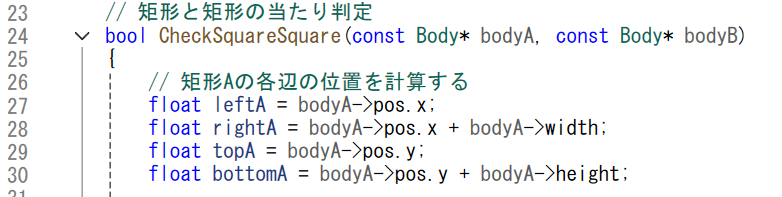 23 // 矩形と矩形の当たり判定
24 bool CheckSquareSquare(const Body* bodyA, const Body* bodyB)
25 {
26 // 矩形Aの各辺の位置を計算する
27 float leftA = bodyA->pos.x;
28 float rightA = bodyA->pos.x + bodyA->width;
29 float topA = bodyA->pos.y;
30 float bottomA = bodyA->pos.y + bodyA->height;